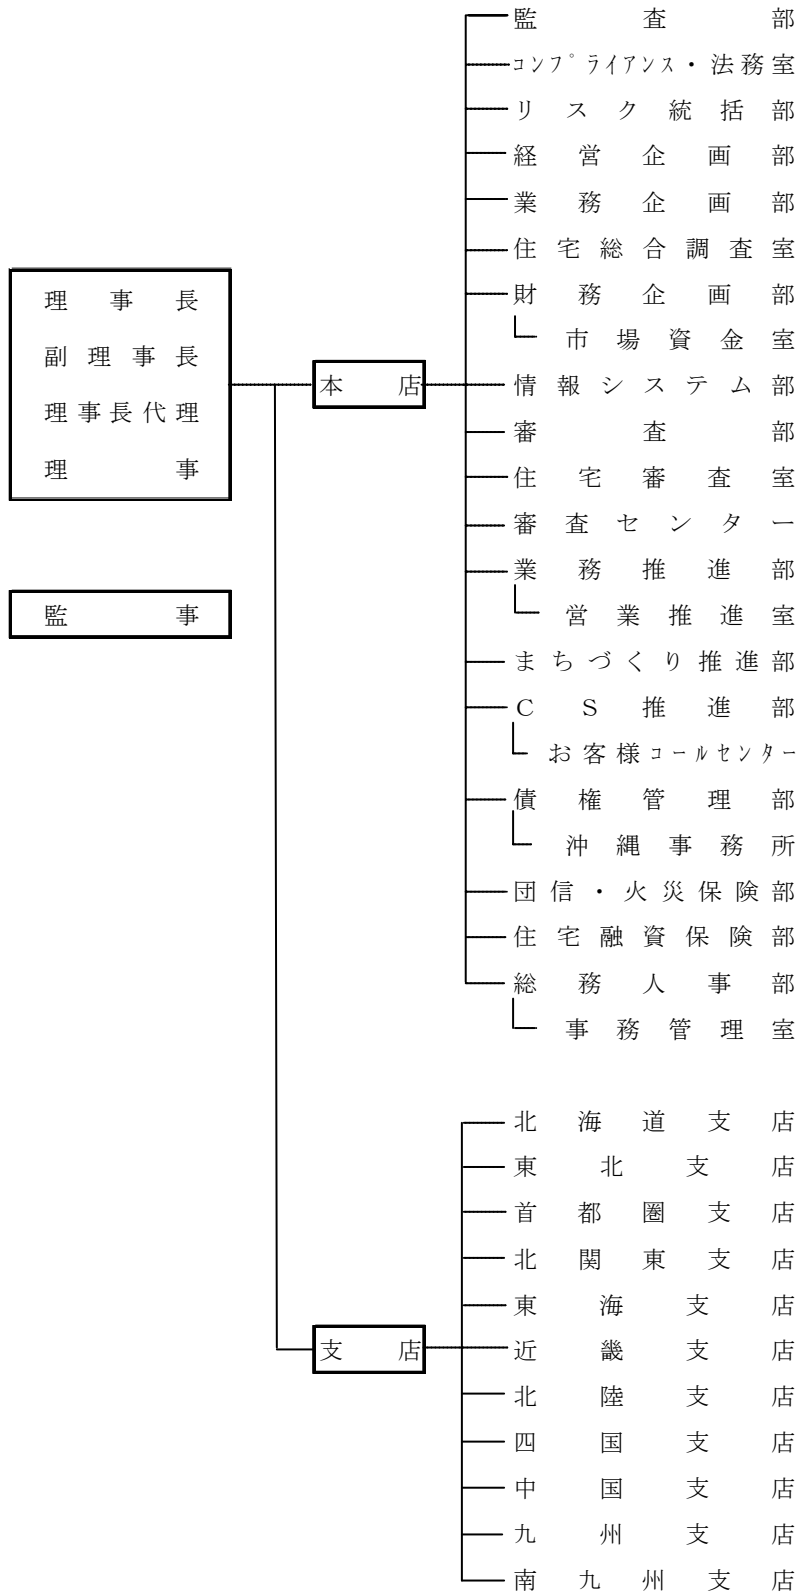 理事長
副理事長
理事長代理
理事
監事
本店
監査部
コンプライアンス・法務室
リスク統括部
経営企画部
業務企画部
住宅総合調査室
財務企画部
市場資金室
情報システム部
審査部
住宅審査室
審査センター
業務推進部
営業推進室
まちづくり推進部
CS推進部
お客様コールセンター
債権管理部
沖縄事務所
団信・火災保険部
住宅融資保険部
総務人事部
事務管理室
支店
北海道支店
東北支店
首都圏支店
北関東支店
東海支店
近畿支店
北陸支店
四国支店
中国支店
九州支店
南九州支店